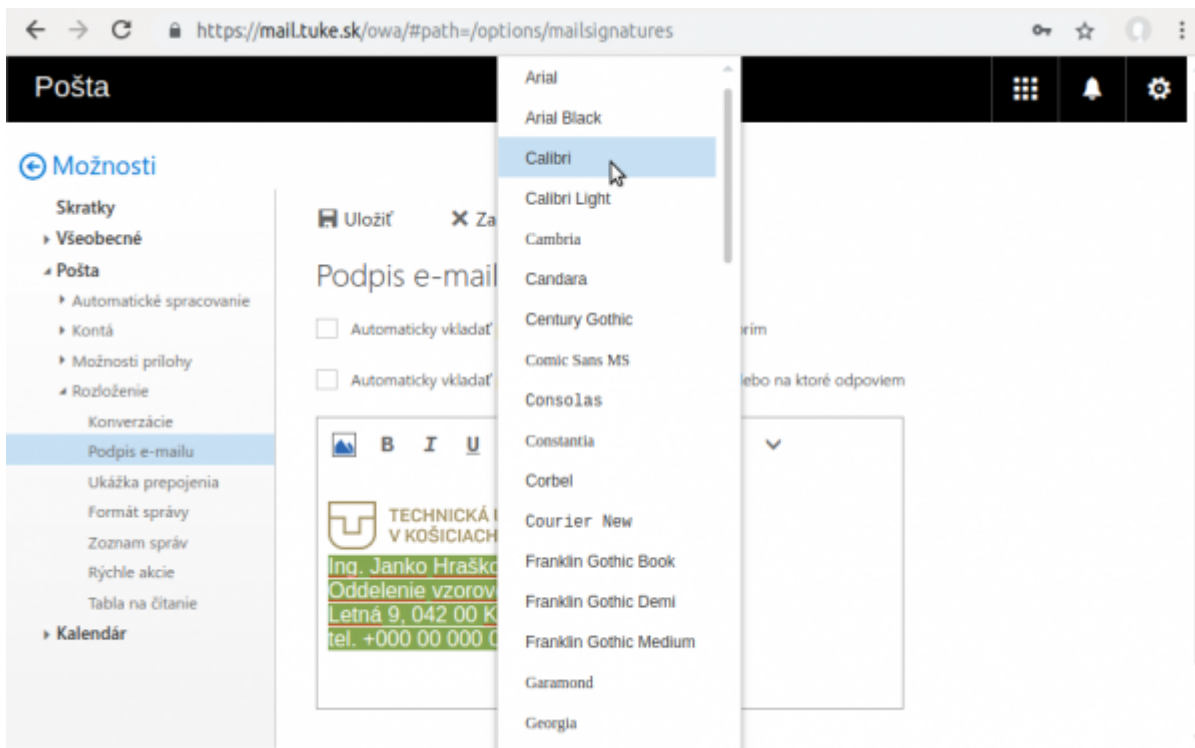 https://mail.tuke.sk/owa/#path=/options/mailsignatures
Pošta
Možnosti
Skratky
Všeobecné
Pošta
Automatické spracovanie
Kontá
Možnosti prílohy
Rozloženie
Konverzácie
Podpis e-mailu
Ukážka prepojenia
Formát správy
Zoznam správ
Rýchle akcie
Tabla na čítanie
Kalendár
Uložiť
Za
Podpis e-mail
Automaticky vkladať
rím
Automaticky vkladať
lebo na ktoré odpoviem
B I U
TECHNICKÁ
V KOŠICIACH
Ing. Janko Hraško
Oddelenie vzorov
Letná 9, 042 00 K
tel. +000 00 000
Arial
Arial Black
Calibri
Calibri Light
Cambria
Candara
Century Gothic
Comic Sans MS
Consolas
Constantia
Corbel
Courier New
Franklin Gothic Book
Franklin Gothic Demi
Franklin Gothic Medium
Garamond
Georgia